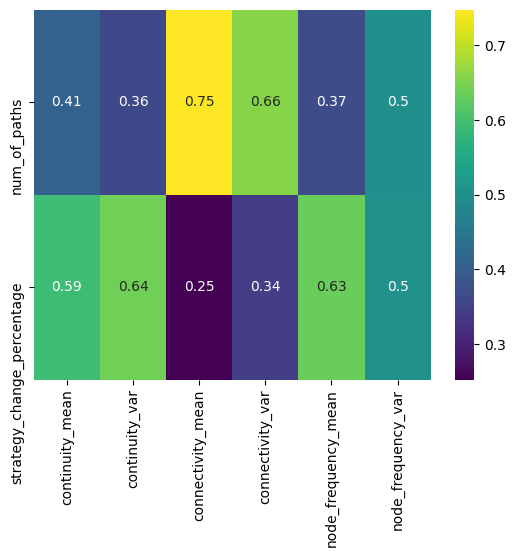 num_of_paths
0.41 0.36 0.75 0.66 0.37 0.5
strategy_change_percentage
0.59 0.64 0.25 0.34 0.63 0.5
continuity_mean
continuity_var
connectivity_mean
connectivity_var
node_frequency_mean
node_frequency_var
0.7
0.6
0.5
0.4
0.3